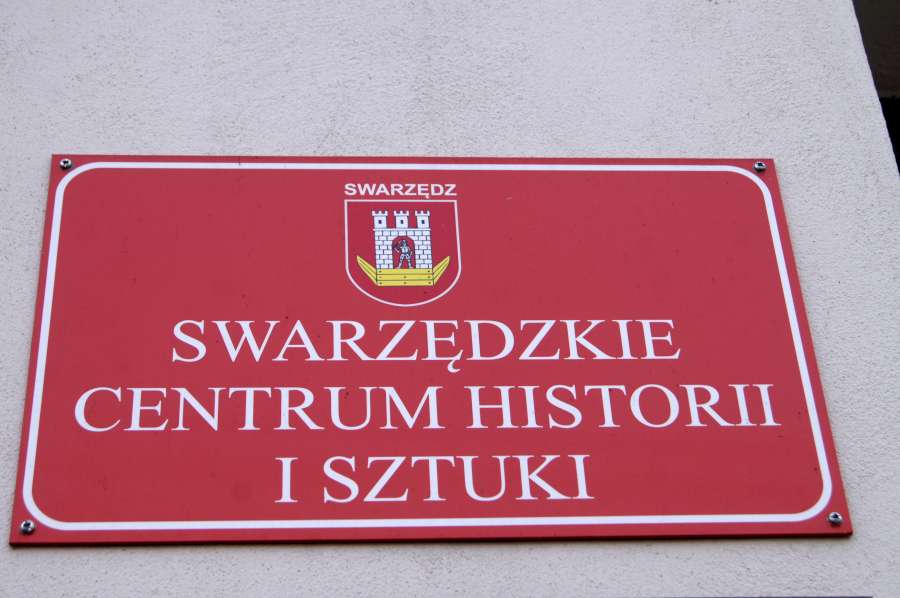 SWARZĘDZ
SWARZĘDZKIE
CENTRUM HISTORII
I SZTUKI